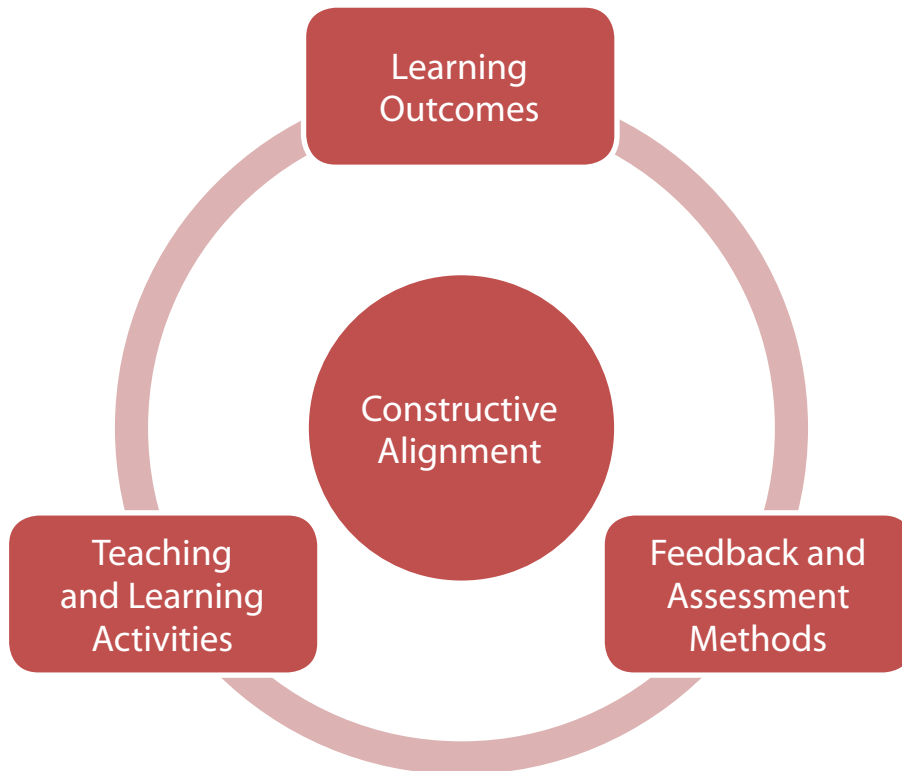 Learning
Outcomes
Constructive
Alignment
Teaching
and Learning
Activities
Feedback and
Assessment
Methods